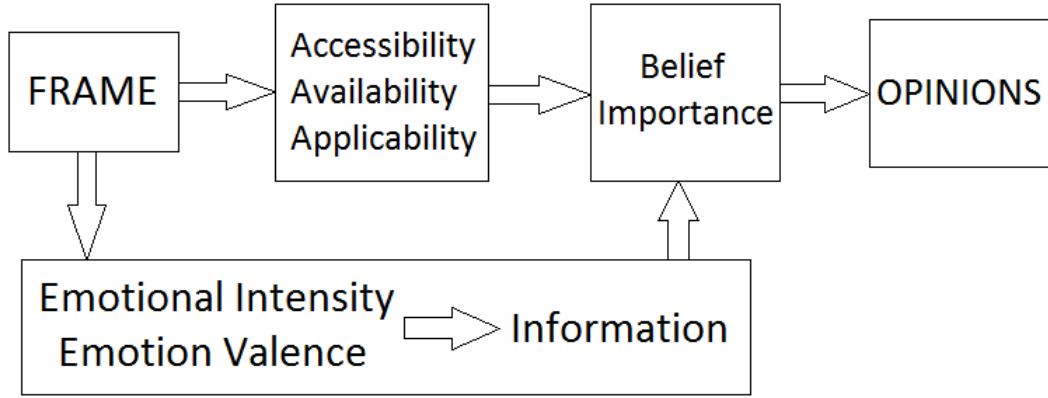 FRAME
Accessibility
Availability
Applicability
Belief
Importance
OPINIONS
Emotional Intensity
Emotion Valence
Information